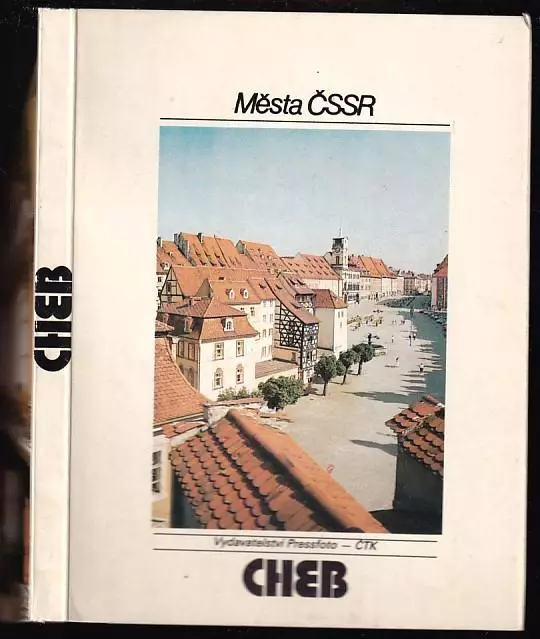 Města ČSSR
Vydavatelství Pressfoto — ČTK
CHEB
CHEB